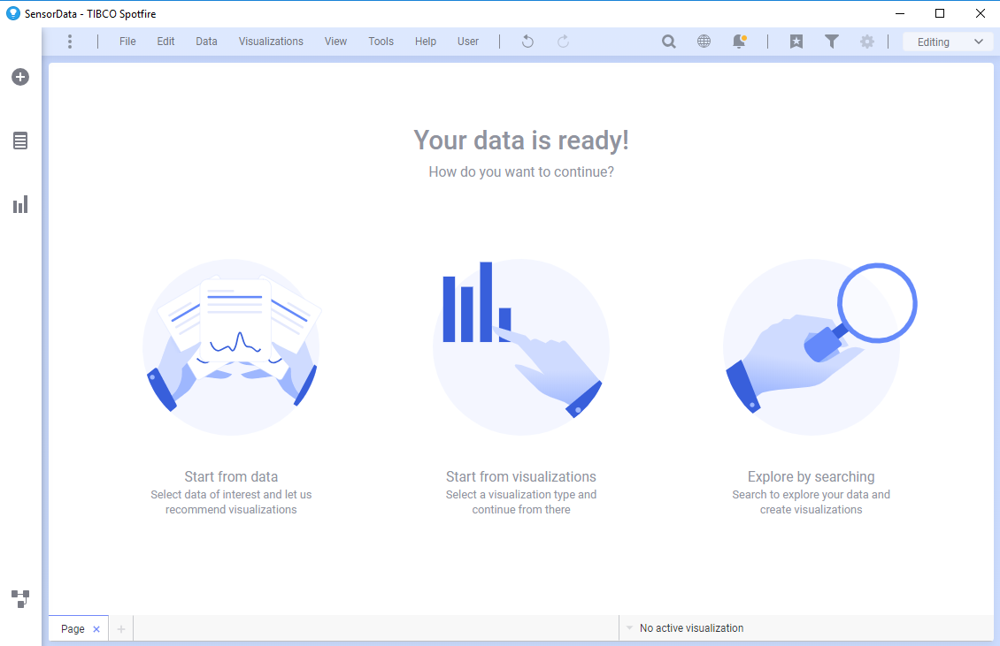 SensorData - TIBCO Spotfire
File Edit Data Visualizations View Tools Help User Editing
Your data is ready!
How do you want to continue?
Start from data
Select data of interest and let us
recommend visualizations
Start from visualizations
Select a visualization type and
continue from there
Explore by searching
Search to explore your data and
create visualizations
Page
No active visualization